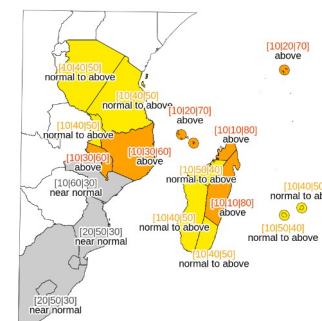 [10|20|70]
above
[10|40|50]
normal to above
[10|40|50]
normal to above
[10|20|70]
above
[10|40|50]
normal to above
[10|10|80]
above
[10|30|60]
above
[10|30|60]
above
[10|50|40]
normal to above
[10|60|30]
near normal
[10|40|50]
normal to ab
[10|10|80]
above
[10|40|50]
normal to above
[20|50|30]
near normal
[10|50|40]
normal to above
[10|40|50]
normal to above
[20|50|30]
near normal